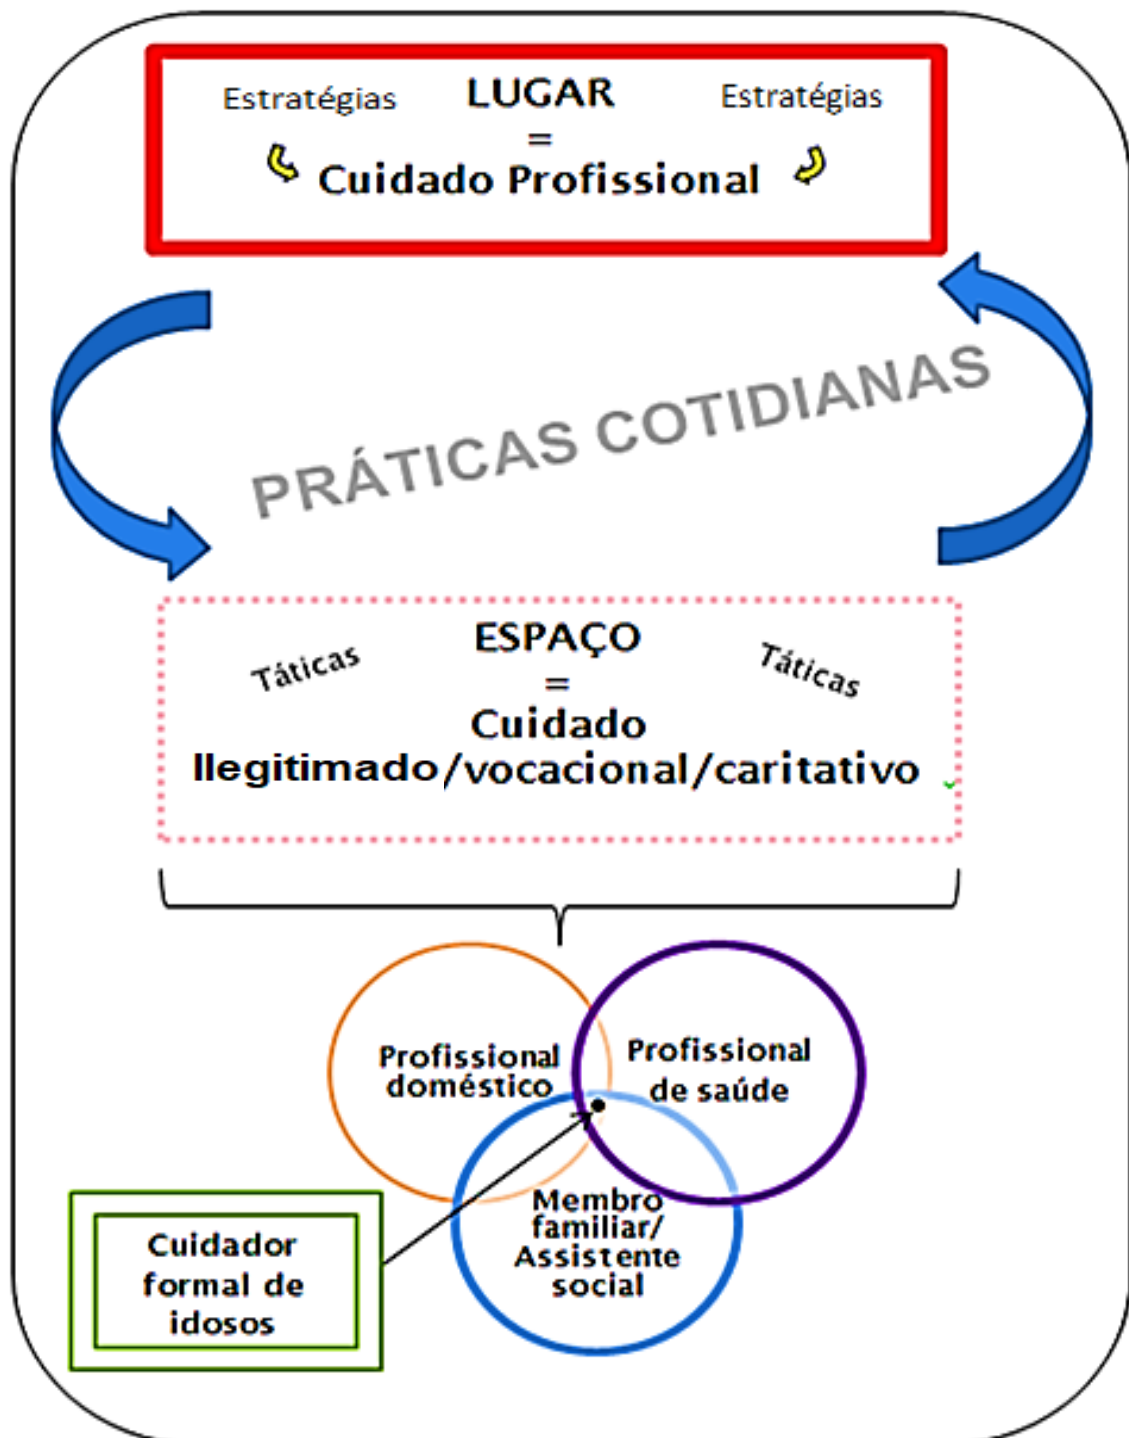 Estratégias LUGAR Estratégias
=
Cuidado Profissional
PRÁTICAS COTIDIANAS
Táticas ESPAÇO Táticas
=
Cuidado
Ilegitimado/vocacional/caritativo
Profissional
doméstico
Profissional
de saúde
Membro
familiar/
Assistente
social
Cuidador
formal de
idosos